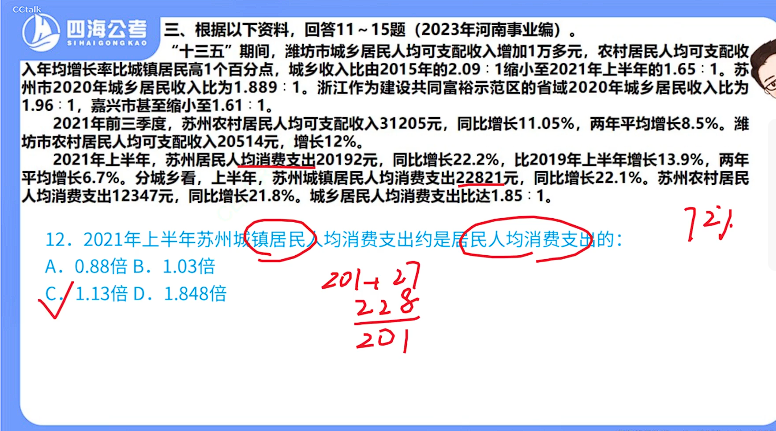 CCtalk
四海公考
SIHAIGONGKAO
三、根据以下资料，回答11～15题（2023年河南事业编）。
“十三五”期间，潍坊市城乡居民人均可支配收入增加1万多元，农村居民人均可支配收
入年均增长率比城镇居民高1个百分点，城乡收入比由2015年的2.09∶1缩小至2021年上半年的1.65∶1。苏
州市2020年城乡居民收入比为1.889∶1。浙江作为建设共同富裕示范区的省域2020年城乡居民收入比为
1.96∶1，嘉兴市甚至缩小至1.61∶1。
2021年前三季度，苏州农村居民人均可支配收入31205元，同比增长11.05%，两年平均增长8.5%。潍
坊市农村居民人均可支配收入20514元，增长12%。
2021年上半年，苏州居民人均消费支出20192元，同比增长22.2%，比2019年上半年增长13.9%，两年
平均增长6.7%。分城乡看，上半年，苏州城镇居民人均消费支出22821元，同比增长22.1%。苏州农村居民
人均消费支出12347元，同比增长21.8%。城乡居民人均消费支出比达1.85∶1。
12．2021年上半年苏州城镇居民人均消费支出约是居民人均消费支出的：
A．0.88倍 B．1.03倍
C．1.13倍 D．1.848倍
72%
201+27
228
201